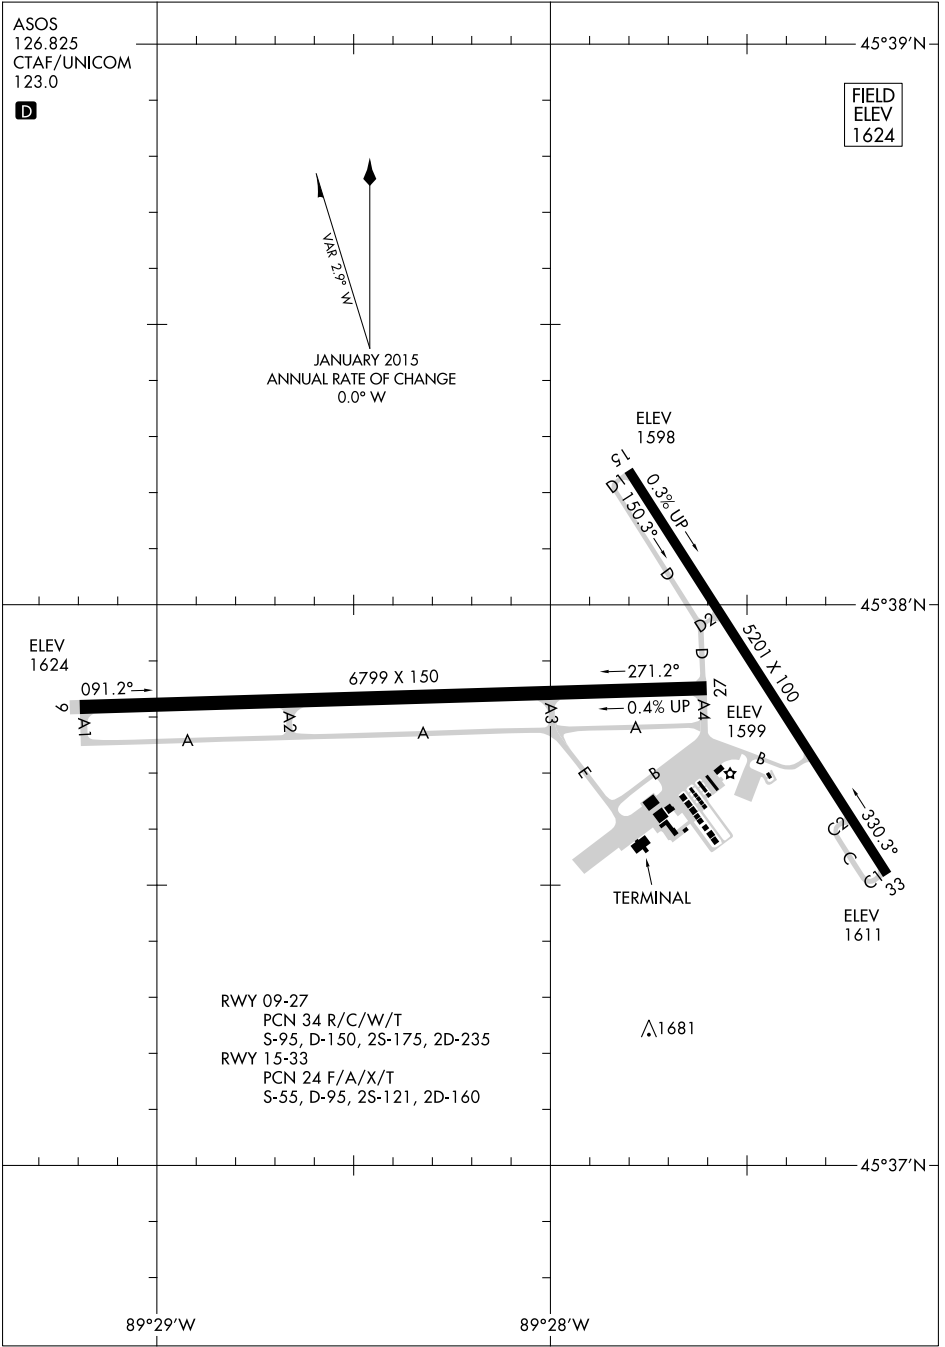 ASOS
126.825
CTAF/UNICOM
123.0
D
45°39'N
FIELD
ELEV
1624
VAR 2.9° W
JANUARY 2015
ANNUAL RATE OF CHANGE
0.0° W
ELEV
1598
15
D1
150.3°
0.3% UP
D
D2
D
45°38'N
5201 X 100
ELEV
1624
091.2°
6799 X 150
271.2°
27
9
0.4% UP
A1
A2
A3
A4
A
A
A
ELEV
1599
E
B
B
330.3°
C2
C
C1
33
TERMINAL
ELEV
1611
RWY 09-27
PCN 34 R/C/W/T
S-95, D-150, 2S-175, 2D-235
RWY 15-33
PCN 24 F/A/X/T
S-55, D-95, 2S-121, 2D-160
1681
45°37'N
89°29'W
89°28'W